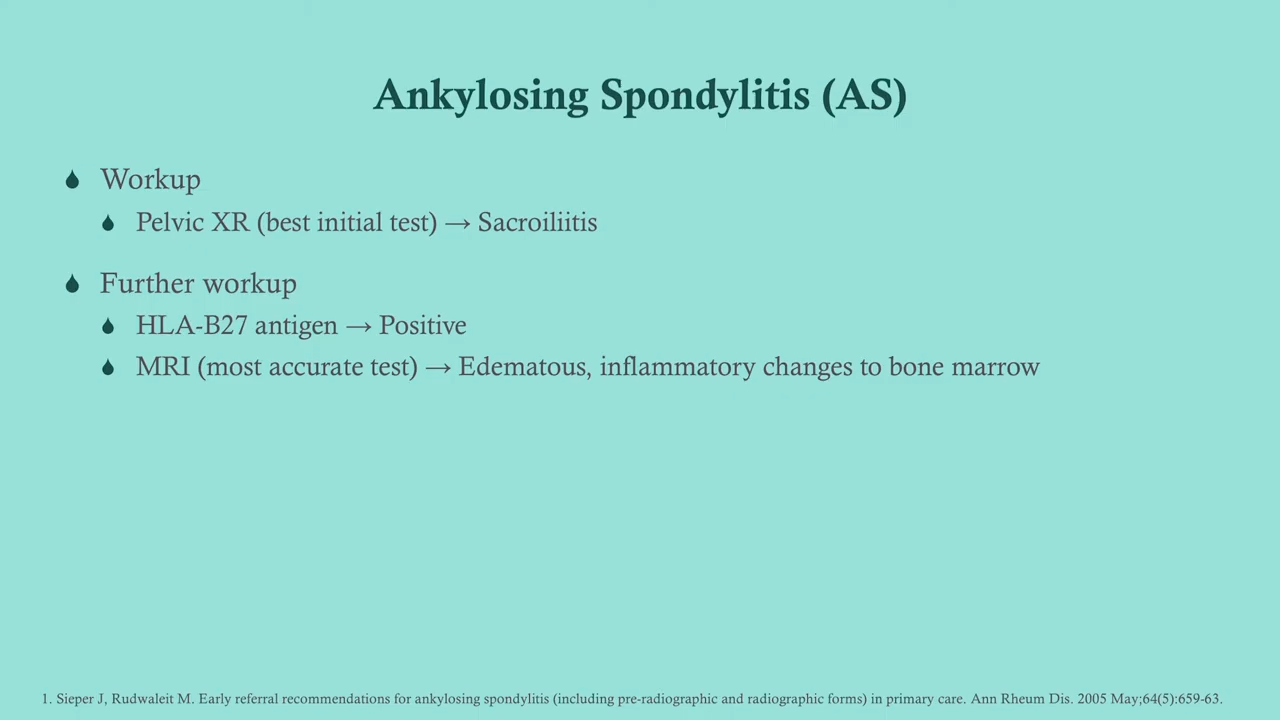 Ankylosing Spondylitis (AS)
Workup
Pelvic XR (best initial test) → Sacroiliitis
Further workup
HLA-B27 antigen → Positive
MRI (most accurate test) → Edematous, inflammatory changes to bone marrow
1. Sieper J, Rudwaleit M. Early referral recommendations for ankylosing spondylitis (including pre-radiographic and radiographic forms) in primary care. Ann Rheum Dis. 2005 May;64(5):659-63.